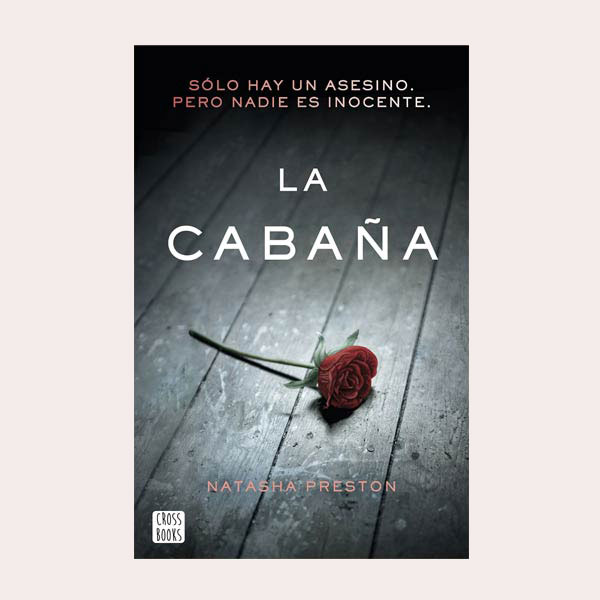 SÓLO HAY UN ASESINO.
PERO NADIE ES INOCENTE.
LA
CABAÑA
NATASHA PRESTON
CROSS
BOOKS